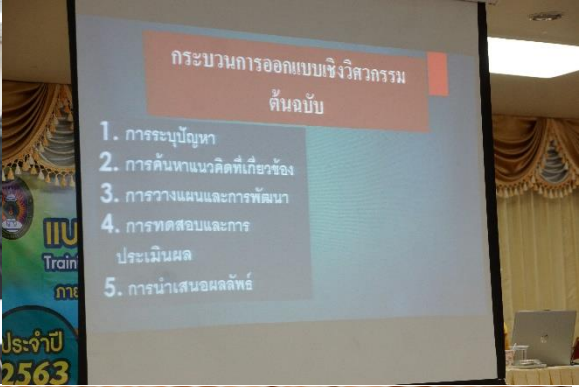 กระบวนการออกแบบเชิงวิศวกรรม
ต้นฉบับ
1. การระบุปัญหา
2. การค้นหาแนวคิดที่เกี่ยวข้อง
3. การวางแผนและการพัฒนา
4. การทดสอบและการ
ประเมินผล
5. การนำเสนอผลลัพธ์
แบ
Train
ภาย
ประจำปี
2563